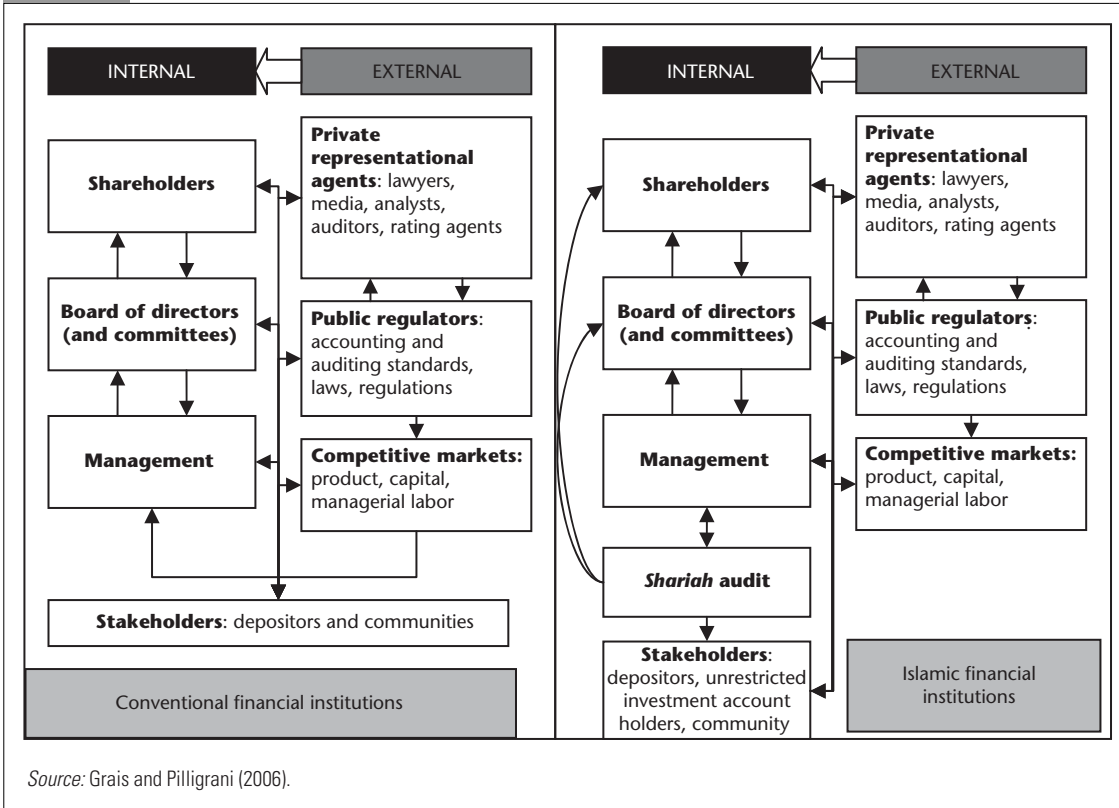 INTERNAL
EXTERNAL
Shareholders
Board of directors
(and committees)
Management
Private
representational
agents: lawyers,
media, analysts,
auditors, rating agents
Public regulators:
accounting and
auditing standards,
laws, regulations
Competitive markets:
product, capital,
managerial labor
Stakeholders: depositors and communities
Conventional financial institutions
INTERNAL
EXTERNAL
Shareholders
Board of directors
(and committees)
Management
Shariah audit
Stakeholders:
depositors, unrestricted
investment account
holders, community
Private
representational
agents: lawyers,
media, analysts,
auditors, rating agents
Public regulators:
accounting and
auditing standards,
laws, regulations
Competitive markets:
product, capital,
managerial labor
Islamic financial
institutions
Source: Grais and Pilligrani (2006).